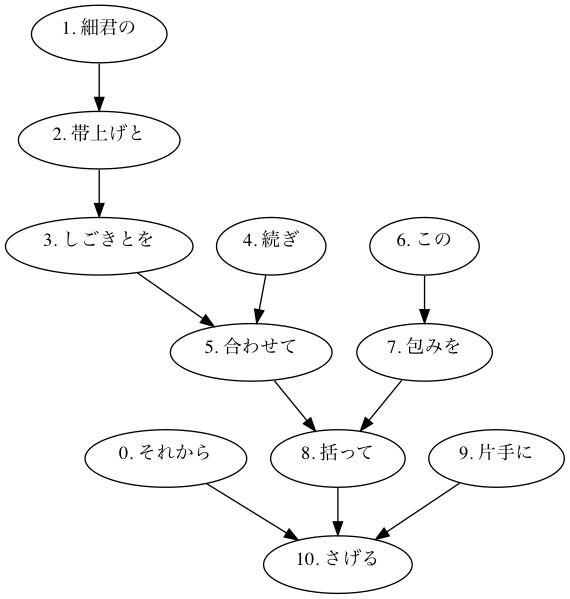 1. 細君の
2. 帯上げと
3. しごきとを
4. 続ぎ
6. この
5. 合わせて
7. 包みを
0. それから
8. 括って
9. 片手に
10. さげる